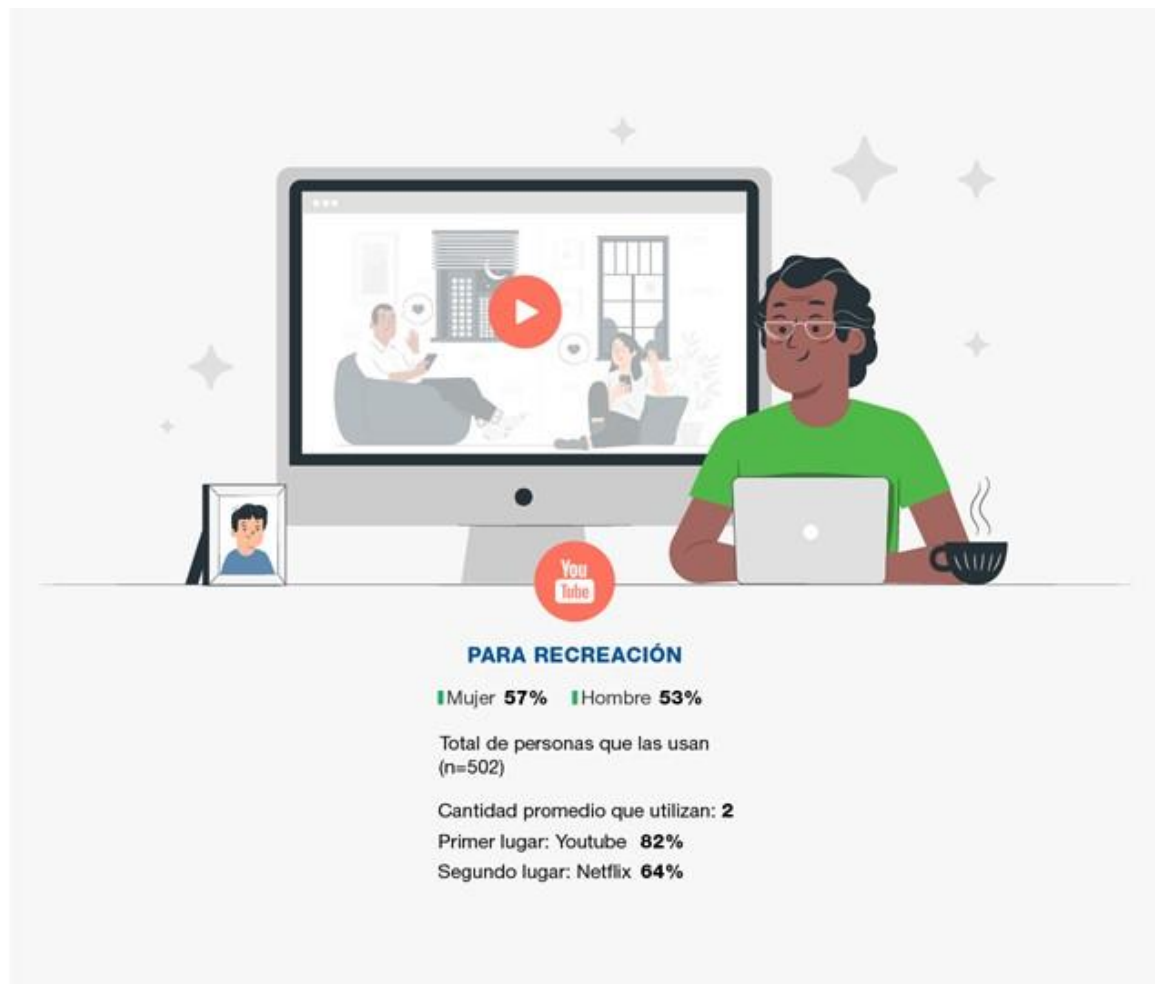 You
Tube
PARA RECREACIÓN
Mujer 57% Hombre 53%
Total de personas que las usan
(n=502)
Cantidad promedio que utilizan: 2
Primer lugar: Youtube 82%
Segundo lugar: Netflix 64%